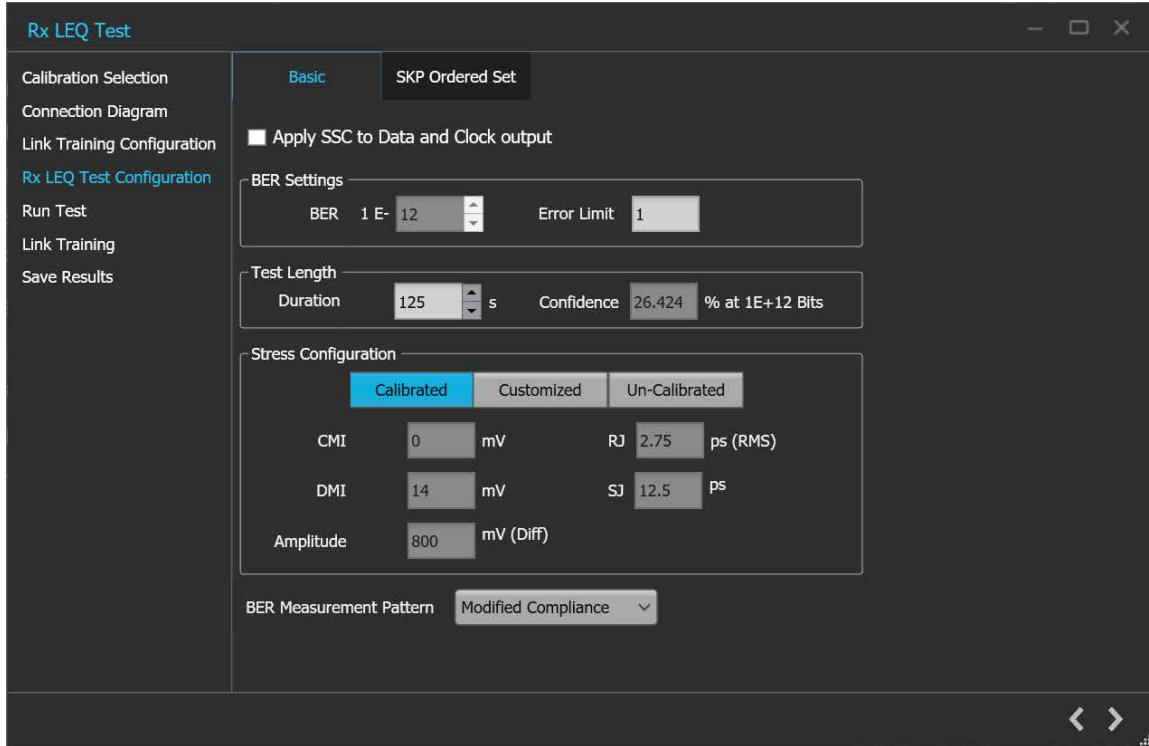 Rx LEQ Test
Calibration Selection
Connection Diagram
Link Training Configuration
Rx LEQ Test Configuration
Run Test
Link Training
Save Results
Basic
SKP Ordered Set
Apply SSC to Data and Clock output
BER Settings
BER 1 E- 12 Error Limit 1
Test Length
Duration 125 s Confidence 26.424 % at 1E+12 Bits
Stress Configuration
Calibrated Customized Un-Calibrated
CMI 0 mV RJ 2.75 ps (RMS)
DMI 14 mV SJ 12.5 ps
Amplitude 800 mV (Diff)
BER Measurement Pattern Modified Compliance